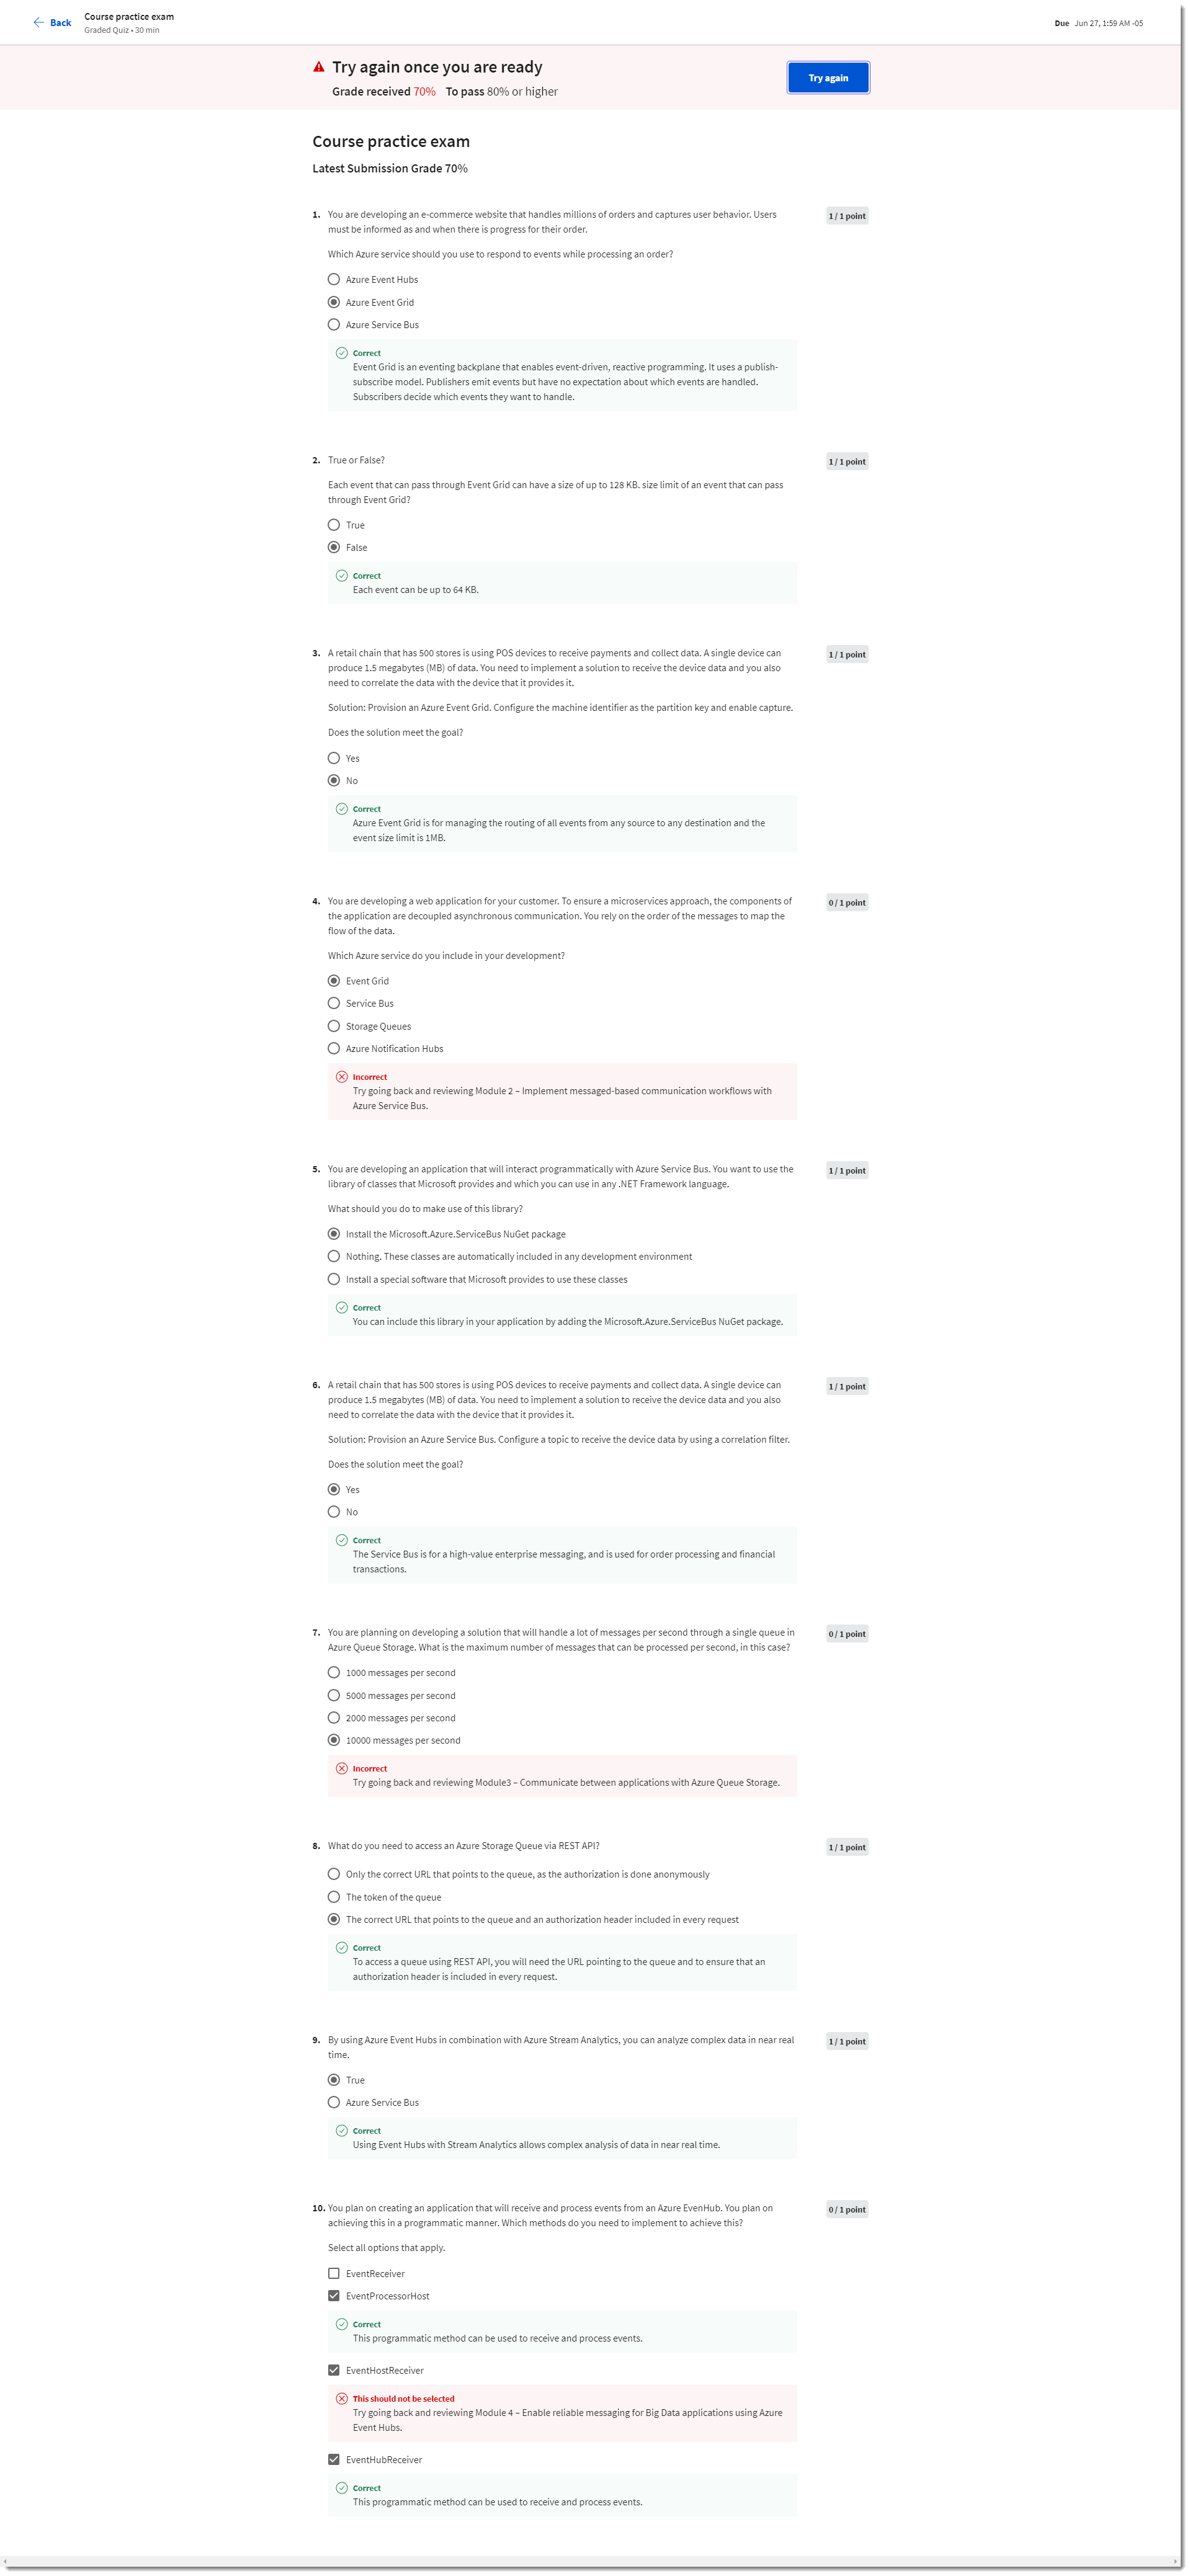 Back
Course practice exam
Graded Quiz • 30 min
Due Jun 27, 1:59 AM -05
Try again once you are ready
Grade received 70% To pass 80% or higher
Try again
Course practice exam
Latest Submission Grade 70%
1. You are developing an e-commerce website that handles millions of orders and captures user behavior. Users
must be informed as and when there is progress for their order.
1 / 1 point
Which Azure service should you use to respond to events while processing an order?
Azure Event Hubs
Azure Event Grid
Azure Service Bus
Correct
Event Grid is an eventing backplane that enables event-driven, reactive programming. It uses a publish-
subscribe model. Publishers emit events but have no expectation about which events are handled.
Subscribers decide which events they want to handle.
2. True or False?
1 / 1 point
Each event that can pass through Event Grid can have a size of up to 128 KB. size limit of an event that can pass
through Event Grid?
True
False
Correct
Each event can be up to 64 KB.
3. A retail chain that has 500 stores is using POS devices to receive payments and collect data. A single device can
produce 1.5 megabytes (MB) of data. You need to implement a solution to receive the device data and you also
need to correlate the data with the device that it provides it.
1 / 1 point
Solution: Provision an Azure Event Grid. Configure the machine identifier as the partition key and enable capture.
Does the solution meet the goal?
Yes
No
Correct
Azure Event Grid is for managing the routing of all events from any source to any destination and the
event size limit is 1MB.
4. You are developing a web application for your customer. To ensure a microservices approach, the components of
the application are decoupled asynchronous communication. You rely on the order of the messages to map the
flow of the data.
0 / 1 point
Which Azure service do you include in your development?
Event Grid
Service Bus
Storage Queues
Azure Notification Hubs
Incorrect
Try going back and reviewing Module 2 – Implement messaged-based communication workflows with
Azure Service Bus.
5. You are developing an application that will interact programmatically with Azure Service Bus. You want to use the
library of classes that Microsoft provides and which you can use in any .NET Framework language.
1 / 1 point
What should you do to make use of this library?
Install the Microsoft.Azure.ServiceBus NuGet package
Nothing. These classes are automatically included in any development environment
Install a special software that Microsoft provides to use these classes
Correct
You can include this library in your application by adding the Microsoft.Azure.ServiceBus NuGet package.
6. A retail chain that has 500 stores is using POS devices to receive payments and collect data. A single device can
produce 1.5 megabytes (MB) of data. You need to implement a solution to receive the device data and you also
need to correlate the data with the device that it provides it.
1 / 1 point
Solution: Provision an Azure Service Bus. Configure a topic to receive the device data by using a correlation filter.
Does the solution meet the goal?
Yes
No
Correct
The Service Bus is for a high-value enterprise messaging, and is used for order processing and financial
transactions.
7. You are planning on developing a solution that will handle a lot of messages per second through a single queue in
Azure Queue Storage. What is the maximum number of messages that can be processed per second, in this case?
0 / 1 point
1000 messages per second
5000 messages per second
2000 messages per second
10000 messages per second
Incorrect
Try going back and reviewing Module3 – Communicate between applications with Azure Queue Storage.
8. What do you need to access an Azure Storage Queue via REST API?
1 / 1 point
Only the correct URL that points to the queue, as the authorization is done anonymously
The token of the queue
The correct URL that points to the queue and an authorization header included in every request
Correct
To access a queue using REST API, you will need the URL pointing to the queue and to ensure that an
authorization header is included in every request.
9. By using Azure Event Hubs in combination with Azure Stream Analytics, you can analyze complex data in near real
time.
1 / 1 point
True
Azure Service Bus
Correct
Using Event Hubs with Stream Analytics allows complex analysis of data in near real time.
10. You plan on creating an application that will receive and process events from an Azure EvenHub. You plan on
achieving this in a programmatic manner. Which methods do you need to implement to achieve this?
0 / 1 point
Select all options that apply.
EventReceiver
EventProcessorHost
Correct
This programmatic method can be used to receive and process events.
EventHostReceiver
This should not be selected
Try going back and reviewing Module 4 – Enable reliable messaging for Big Data applications using Azure
Event Hubs.
EventHubReceiver
Correct
This programmatic method can be used to receive and process events.